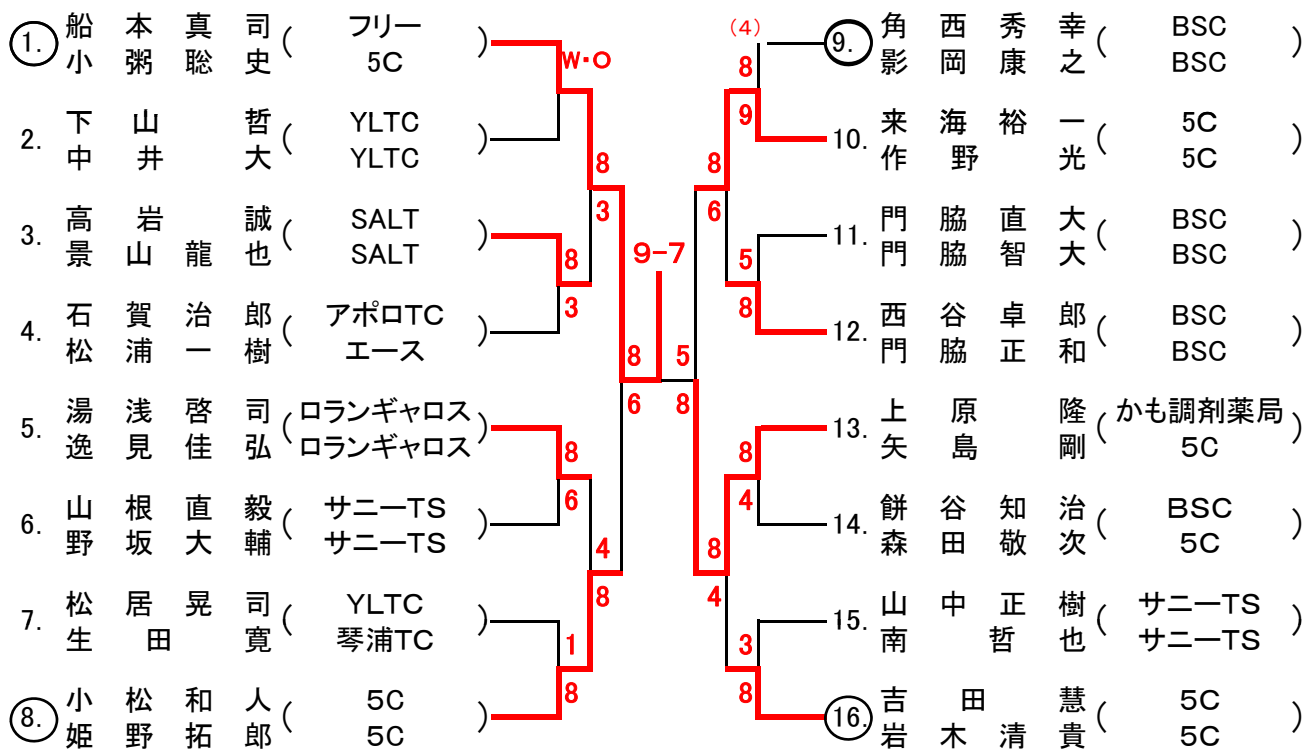 1. 船本真司 ( フリー )
小粥聡史 5C
2. 下山哲 ( YLTC )
中井大 YLTC
3. 高岩誠 ( SALT )
景山龍也 SALT
4. 石賀治郎 ( アポロTC )
松浦一樹 エース
5. 湯浅啓司 ( ロランギャロス )
逸見佳弘 ロランギャロス
6. 山根直毅 ( サニーTS )
野坂大輔 サニーTS
7. 松居晃司 ( YLTC )
生田寛 琴浦TC
8. 小松和人 ( 5C )
姫野拓郎 5C
W・O
8
3
8
3
8
6
1
8
8
3
4
8
8
6
9-7
5
8
8
6
8
4
(4)
8
9
5
8
8
4
3
8
9. 角西秀幸 ( BSC )
影岡康之 BSC
10. 来海裕一 ( 5C )
作野光 5C
11. 門脇直大 ( BSC )
門脇智大 BSC
12. 西谷卓郎 ( BSC )
門脇正和 BSC
13. 上原隆 ( かも調剤薬局 )
矢島剛 5C
14. 餅谷知治 ( BSC )
森田敬次 5C
15. 山中正樹 ( サニーTS )
南哲也 サニーTS
16. 吉田慧 ( 5C )
岩木清貴 5C